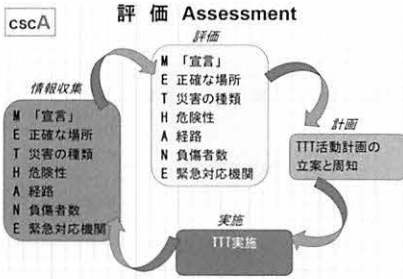 cscA
評 価 Assessment
評価
M 「宣言」
E 正確な場所
T 災害の種類
H 危険性
A 経路
N 負傷者数
E 緊急対応機関
情報収集
M 「宣言」
E 正確な場所
T 災害の種類
H 危険性
A 経路
N 負傷者数
E 緊急対応機関
計画
TTT活動計画の
立案と周知
実施
TTT実施